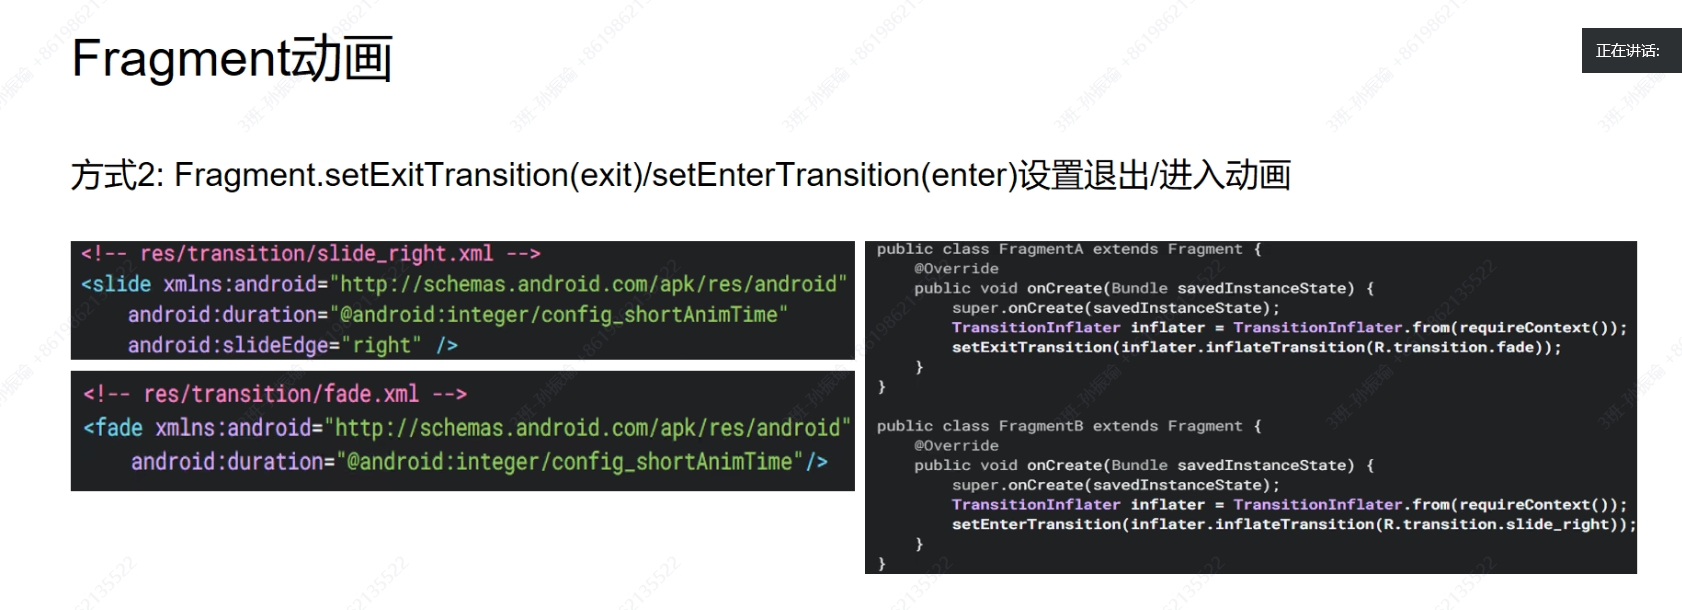 Fragment动画
正在讲话:
方式2: Fragment.setExitTransition(exit)/setEnterTransition(enter)设置退出/进入动画
<!-- res/transition/slide_right.xml -->
<slide xmlns:android="http://schemas.android.com/apk/res/android"
    android:duration="@android:integer/config_shortAnimTime"
    android:slideEdge="right" />
<!-- res/transition/fade.xml -->
<fade xmlns:android="http://schemas.android.com/apk/res/android"
    android:duration="@android:integer/config_shortAnimTime"/>
public class FragmentA extends Fragment {
    @Override
    public void onCreate(Bundle savedInstanceState) {
        super.onCreate(savedInstanceState);
        TransitionInflater inflater = TransitionInflater.from(requireContext());
        setExitTransition(inflater.inflateTransition(R.transition.fade));
    }
}
public class FragmentB extends Fragment {
    @Override
    public void onCreate(Bundle savedInstanceState) {
        super.onCreate(savedInstanceState);
        TransitionInflater inflater = TransitionInflater.from(requireContext());
        setEnterTransition(inflater.inflateTransition(R.transition.slide_right));
    }
}